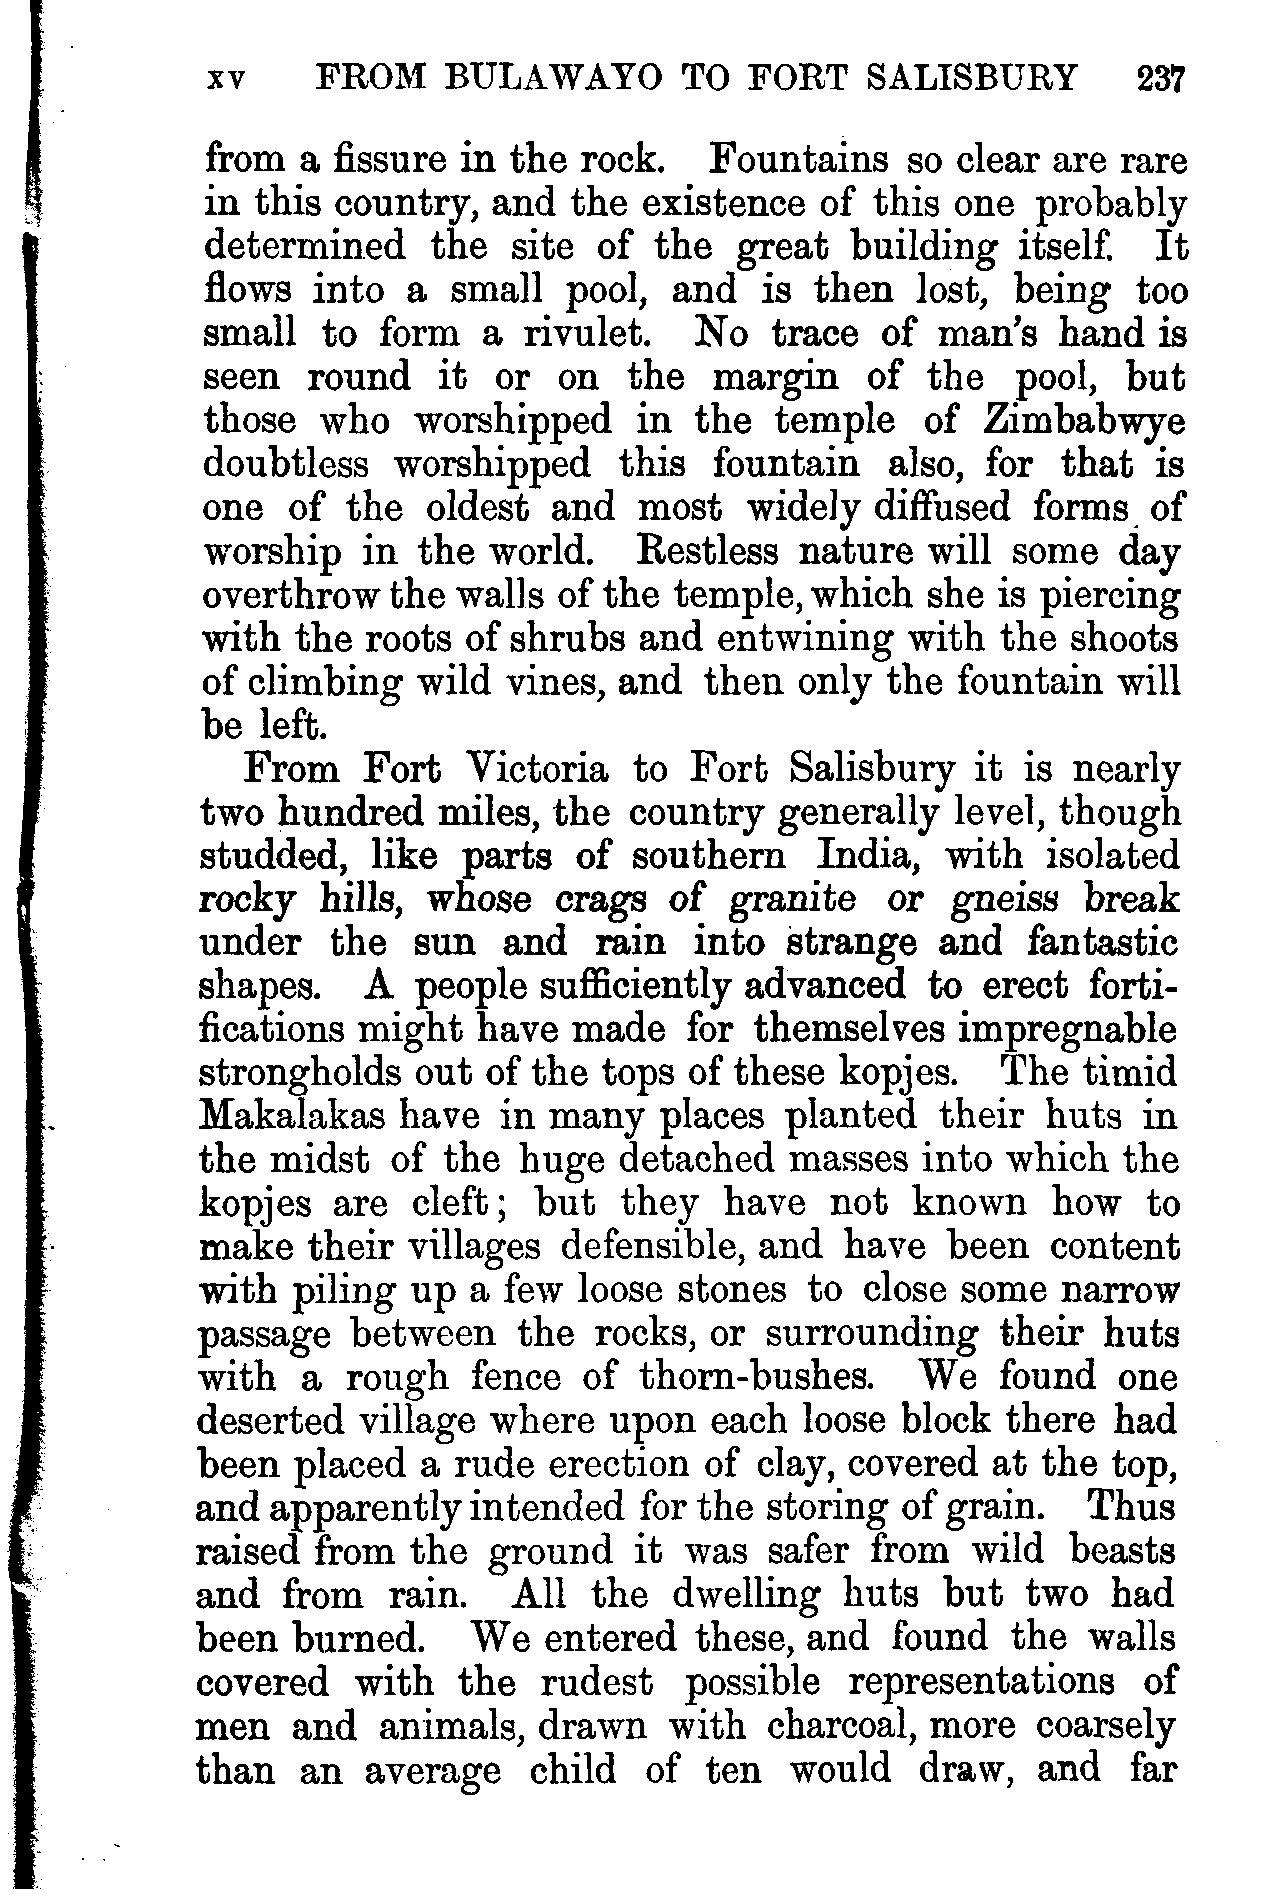 xv FROM BULAWAYO TO FORT SALISBURY 237
from a fissure in the rock. Fountains so clear are rare
in this country, and the existence of this one probably
determined the site of the great building itself. It
flows into a small pool, and is then lost, being too
small to form a rivulet. No trace of man's hand is
seen round it or on the margin of the pool, but
those who worshipped in the temple of Zimbabwye
doubtless worshipped this fountain also, for that is
one of the oldest and most widely diffused forms of
worship in the world. Restless nature will some day
overthrow the walls of the temple, which she is piercing
with the roots of shrubs and entwining with the shoots
of climbing wild vines, and then only the fountain will
be left.
From Fort Victoria to Fort Salisbury it is nearly
two hundred miles, the country generally level, though
studded, like parts of southern India, with isolated
rocky hills, whose crags of granite or gneiss break
under the sun and rain into strange and fantastic
shapes. A people sufficiently advanced to erect forti-
fications might have made for themselves impregnable
strongholds out of the tops of these kopjes. The timid
Makalakas have in many places planted their huts in
the midst of the huge detached masses into which the
kopjes are cleft; but they have not known how to
make their villages defensible, and have been content
with piling up a few loose stones to close some narrow
passage between the rocks, or surrounding their huts
with a rough fence of thorn-bushes. We found one
deserted village where upon each loose block there had
been placed a rude erection of clay, covered at the top,
and apparently intended for the storing of grain. Thus
raised from the ground it was safer from wild beasts
and from rain. All the dwelling huts but two had
been burned. We entered these, and found the walls
covered with the rudest possible representations of
men and animals, drawn with charcoal, more coarsely
than an average child of ten would draw, and far